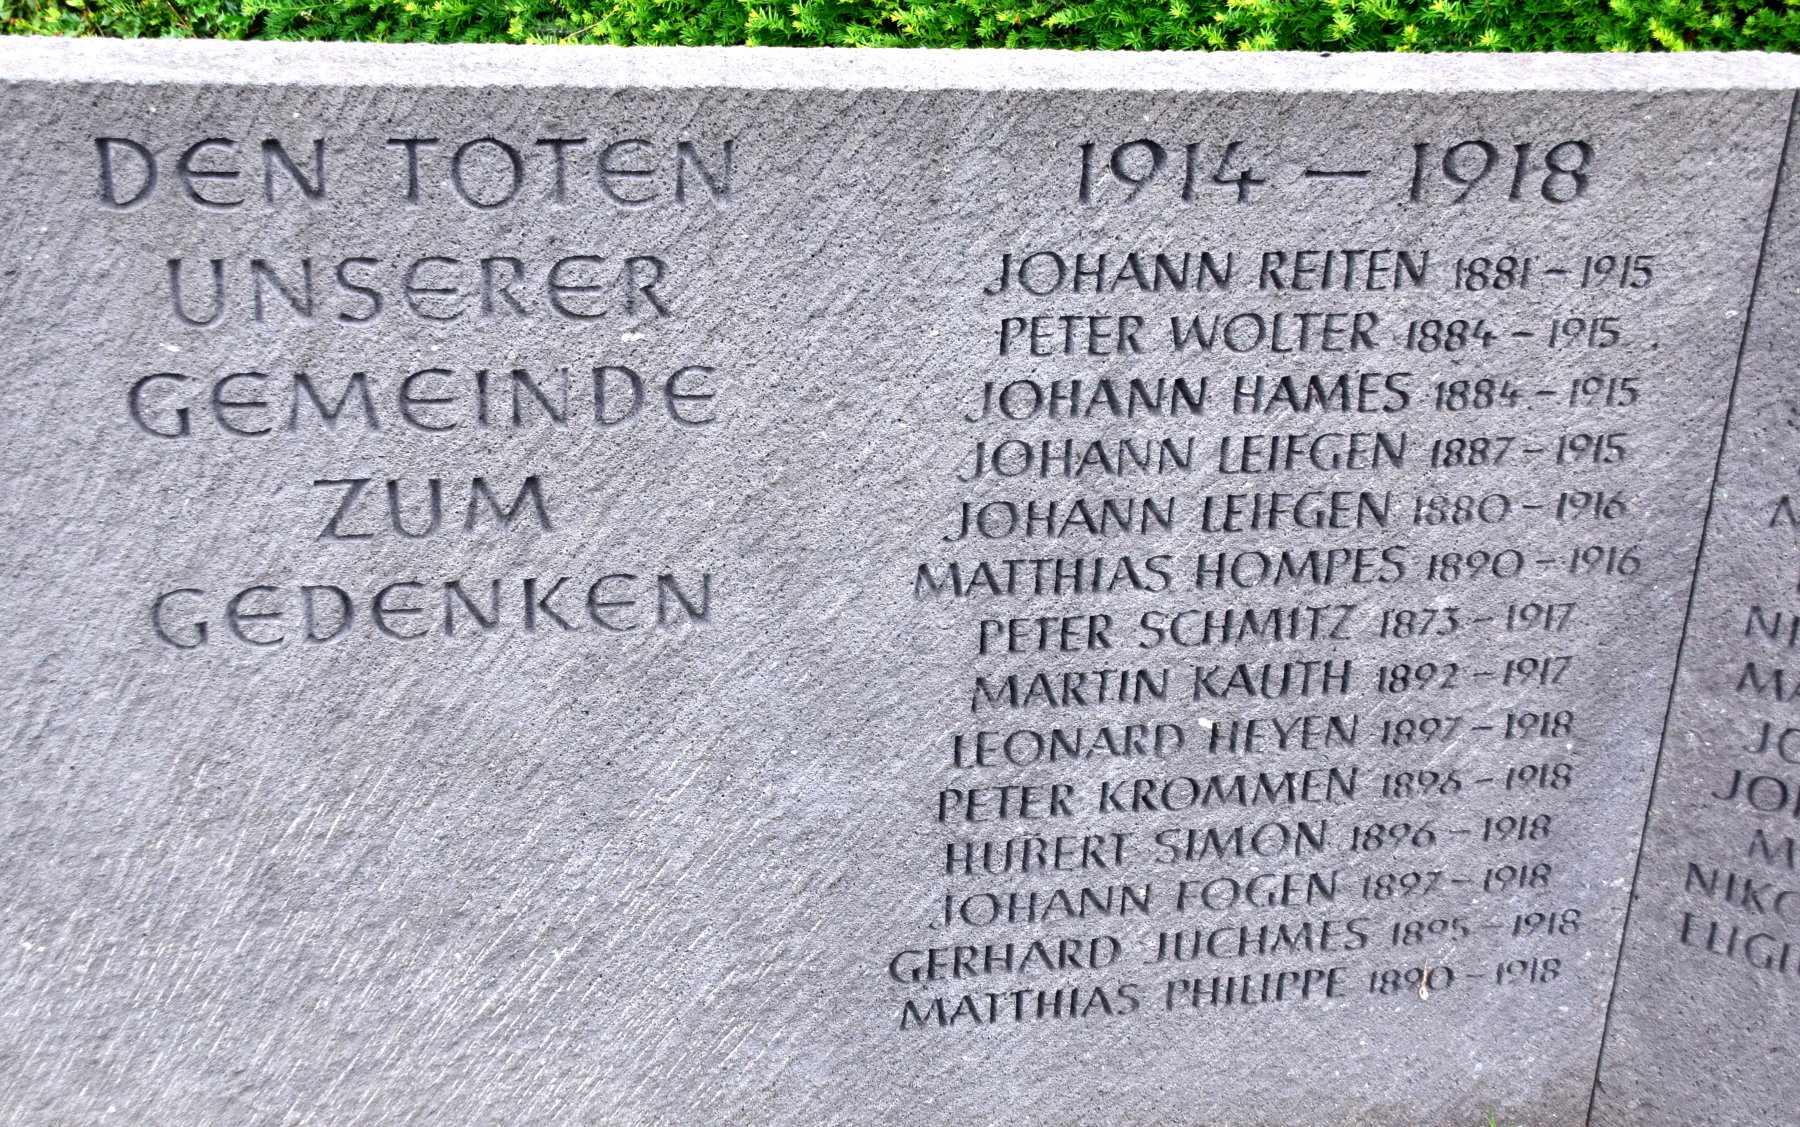 DEN TOTEN
UNSERER
GEMEINDE
ZUM
GEDENKEN
1914 – 1918
JOHANN REITEN 1881 – 1915
PETER WOLTER 1884 – 1915
JOHANN HAMES 1884 – 1915
JOHANN LEIFGEN 1887 – 1915
JOHANN LEIFGEN 1880 – 1916
MATTHIAS HOMPES 1890 – 1916
PETER SCHMITZ 1873 – 1917
MARTIN KAUTH 1892 – 1917
LEONARD HEYEN 1897 – 1918
PETER KROMMEN 1896 – 1918
HUBERT SIMON 1896 – 1918
JOHANN FOGEN 1897 – 1918
GERHARD JUCHMES 1895 – 1918
MATTHIAS PHILIPPE 1890 – 1918